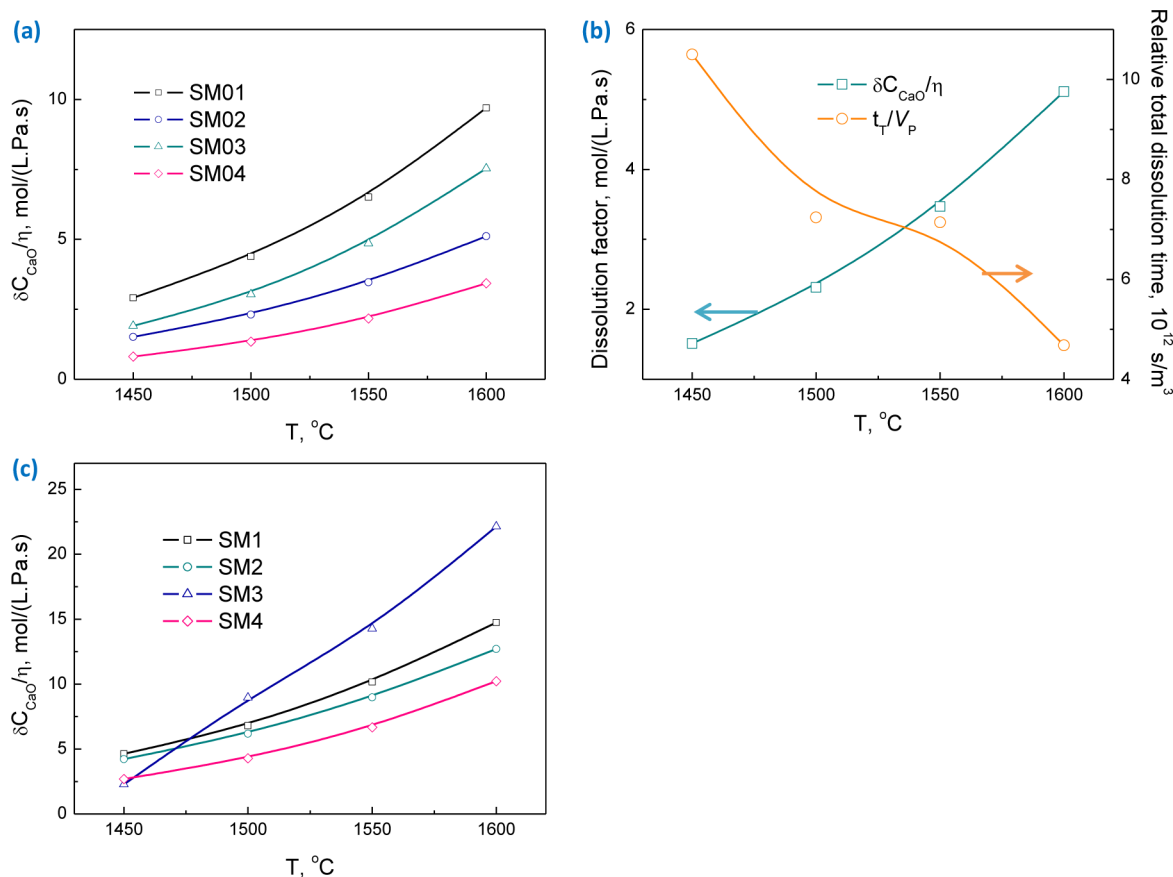 (a)
δC_CaO/η, mol/(L.Pa.s)
10
5
0
SM01
SM02
SM03
SM04
1450 1500 1550 1600
T, °C
(b)
Dissolution factor, mol/(L.Pa.s)
6
4
2
δC_CaO/η
t_T/V_P
10
8
6
4
Relative total dissolution time, 10^12 s/m^3
1450 1500 1550 1600
T, °C
(c)
δC_CaO/η, mol/(L.Pa.s)
25
20
15
10
5
0
SM1
SM2
SM3
SM4
1450 1500 1550 1600
T, °C